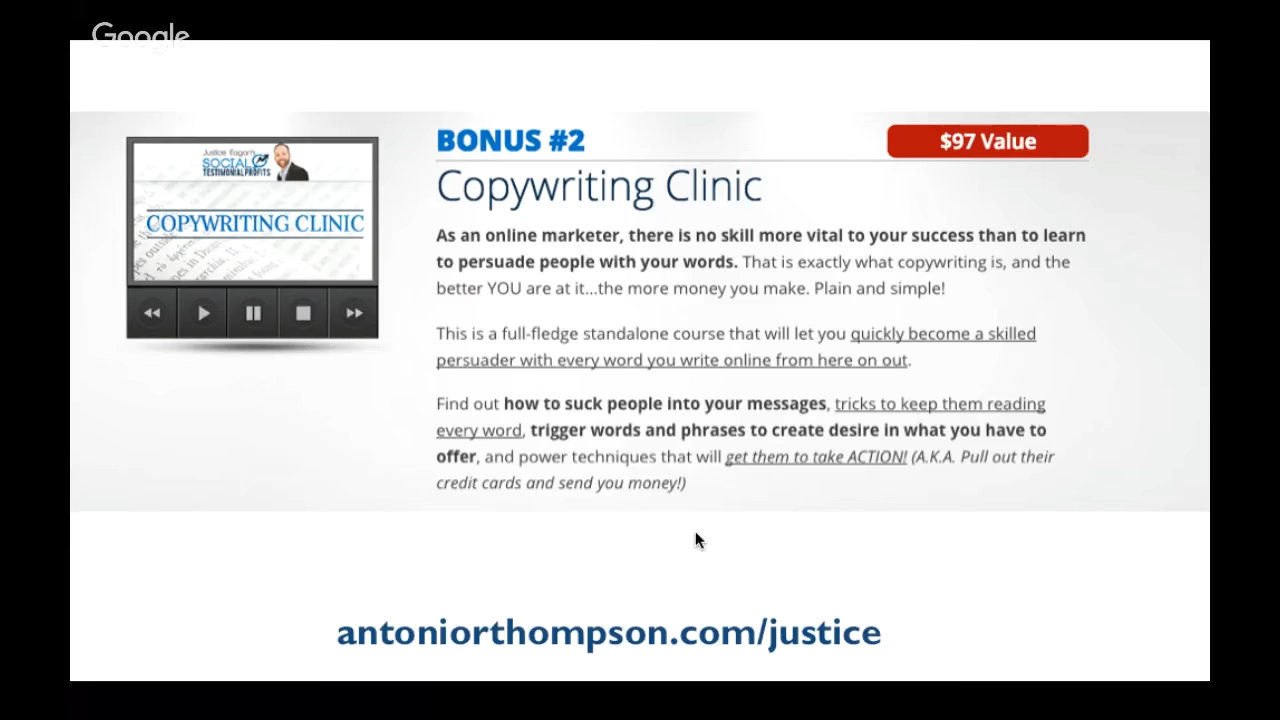 Google
Justice Eagan's
SOCIAL
TESTIMONIAL PROFITS
COPYWRITING CLINIC
BONUS #2
$97 Value
Copywriting Clinic
As an online marketer, there is no skill more vital to your success than to learn
to persuade people with your words. That is exactly what copywriting is, and the
better YOU are at it...the more money you make. Plain and simple!
This is a full-fledge standalone course that will let you quickly become a skilled
persuader with every word you write online from here on out.
Find out how to suck people into your messages, tricks to keep them reading
every word, trigger words and phrases to create desire in what you have to
offer, and power techniques that will get them to take ACTION! (A.K.A. Pull out their
credit cards and send you money!)
antoniorthompson.com/justice